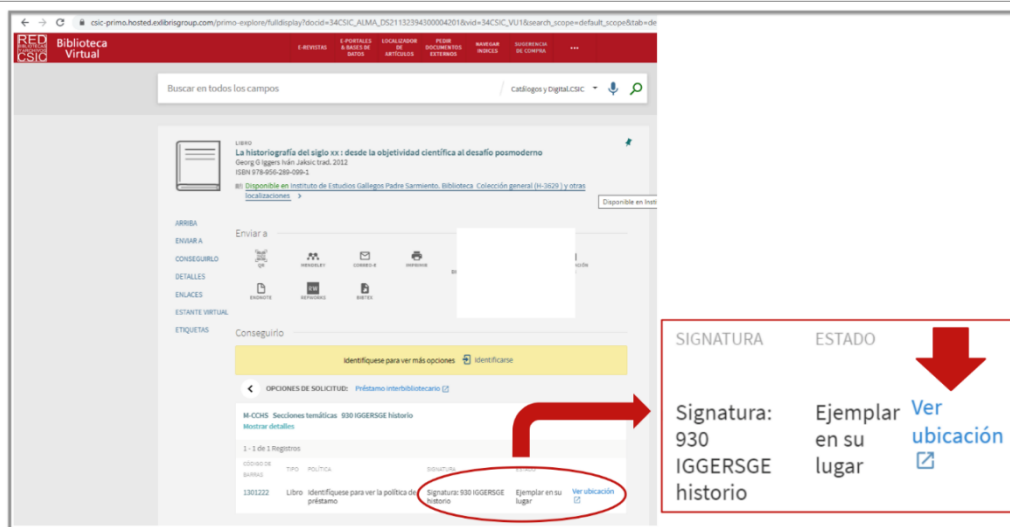 csic-primo.hosted.exlibrisgroup.com/primo-explore/fulldisplay?docid=34CSIC_ALMA_DS21132394300004201&vid=34CSIC_VU1&search_scope=default_scope&tab=de
RED
CSIC
Biblioteca
Virtual
E-REVISTAS
E-PORTALES
& BASES DE
DATOS
LOCALIZADOR
DE
ARTÍCULOS
PEDIR
DOCUMENTOS
EXTERNOS
NAVEGAR
INDICES
SUGERENCIA
DE COMPRA
Buscar en todos los campos
Catálogos y Digital.CSIC
LIBRO
La historiografía del siglo xx : desde la objetividad científica al desafío posmoderno
Georg G Iggers Iván Jaksic trad. 2012
ISBN 978-956-289-099-1
Disponible en Instituto de Estudios Gallegos Padre Sarmiento. Biblioteca Colección general (H-3629 ) y otras
localizaciones >
Disponible en Insti
ARRIBA
ENVIAR A
CONSEGUIRLO
DETALLES
ENLACES
ESTANTE VIRTUAL
ETIQUETAS
Enviar a
QR
MENDELEY
CORREO E
IMPRIMIR
ENDNOTE
REFWORKS
BIBTEX
Conseguirlo
Identifíquese para ver más opciones Identificarse
OPCIONES DE SOLICITUD: Préstamo interbibliotecario
M-CCHS Secciones temáticas 930 IGGERSGE historio
Mostrar detalles
1 - 1 de 1 Registros
CÓDIGO DE
BARRAS
TIPO
POLÍTICA
SIGNATURA
1301222 Libro Identifíquese para ver la política de
préstamo
Signatura: 930 IGGERSGE
historio
Ejemplar en su
lugar
Ver ubicación
SIGNATURA ESTADO
Signatura:
930
IGGERSGE
historio
Ejemplar
en su
lugar
Ver
ubicación